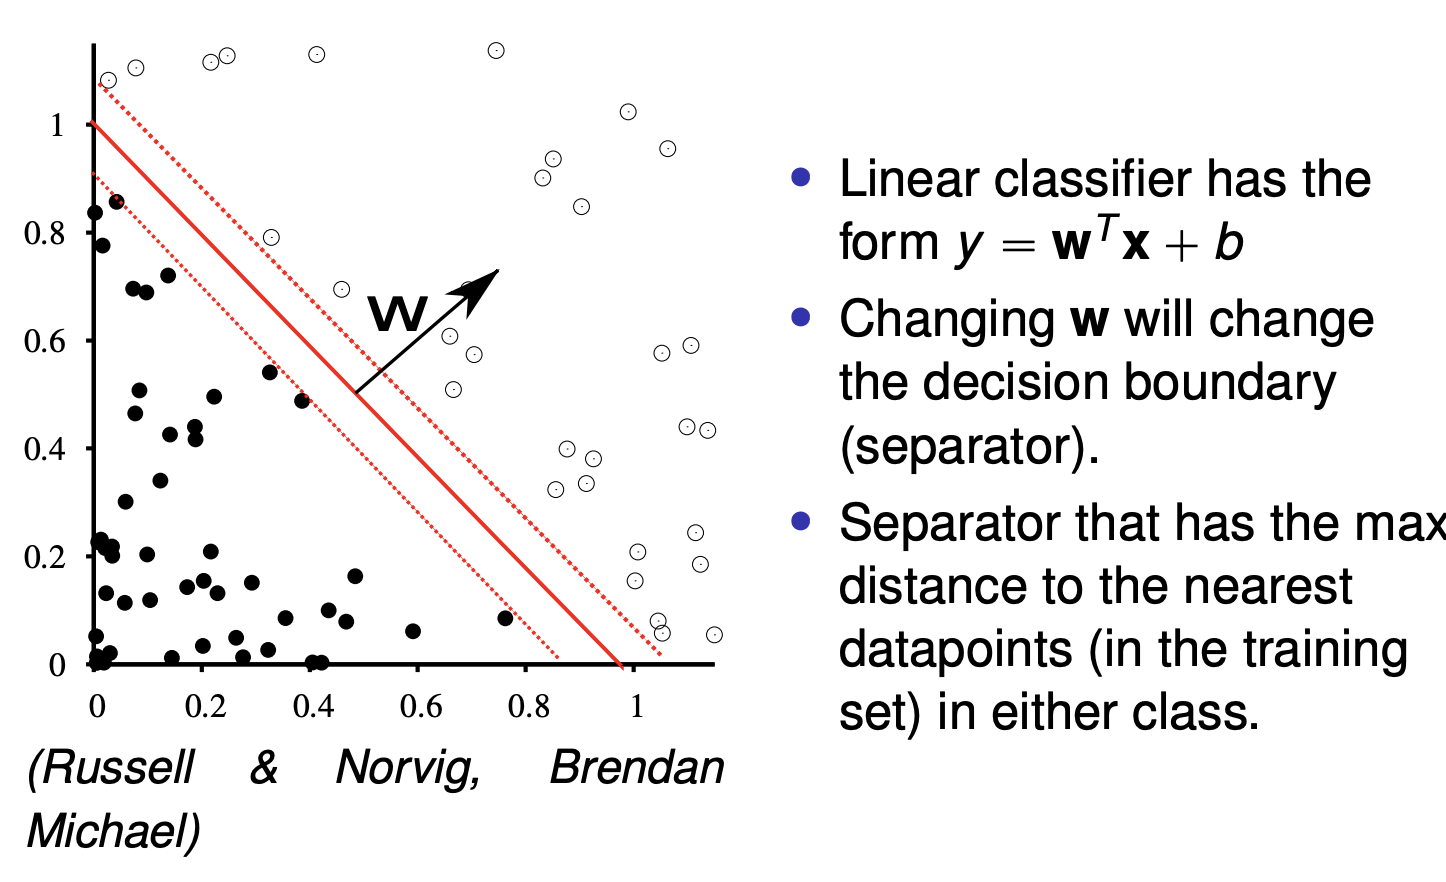 1
0.8
0.6
0.4
0.2
0
0 0.2 0.4 0.6 0.8 1
w
(Russell & Norvig, Brendan
Michael)
• Linear classifier has the
form y = wᵀx + b
• Changing w will change
the decision boundary
(separator).
• Separator that has the max
distance to the nearest
datapoints (in the training
set) in either class.